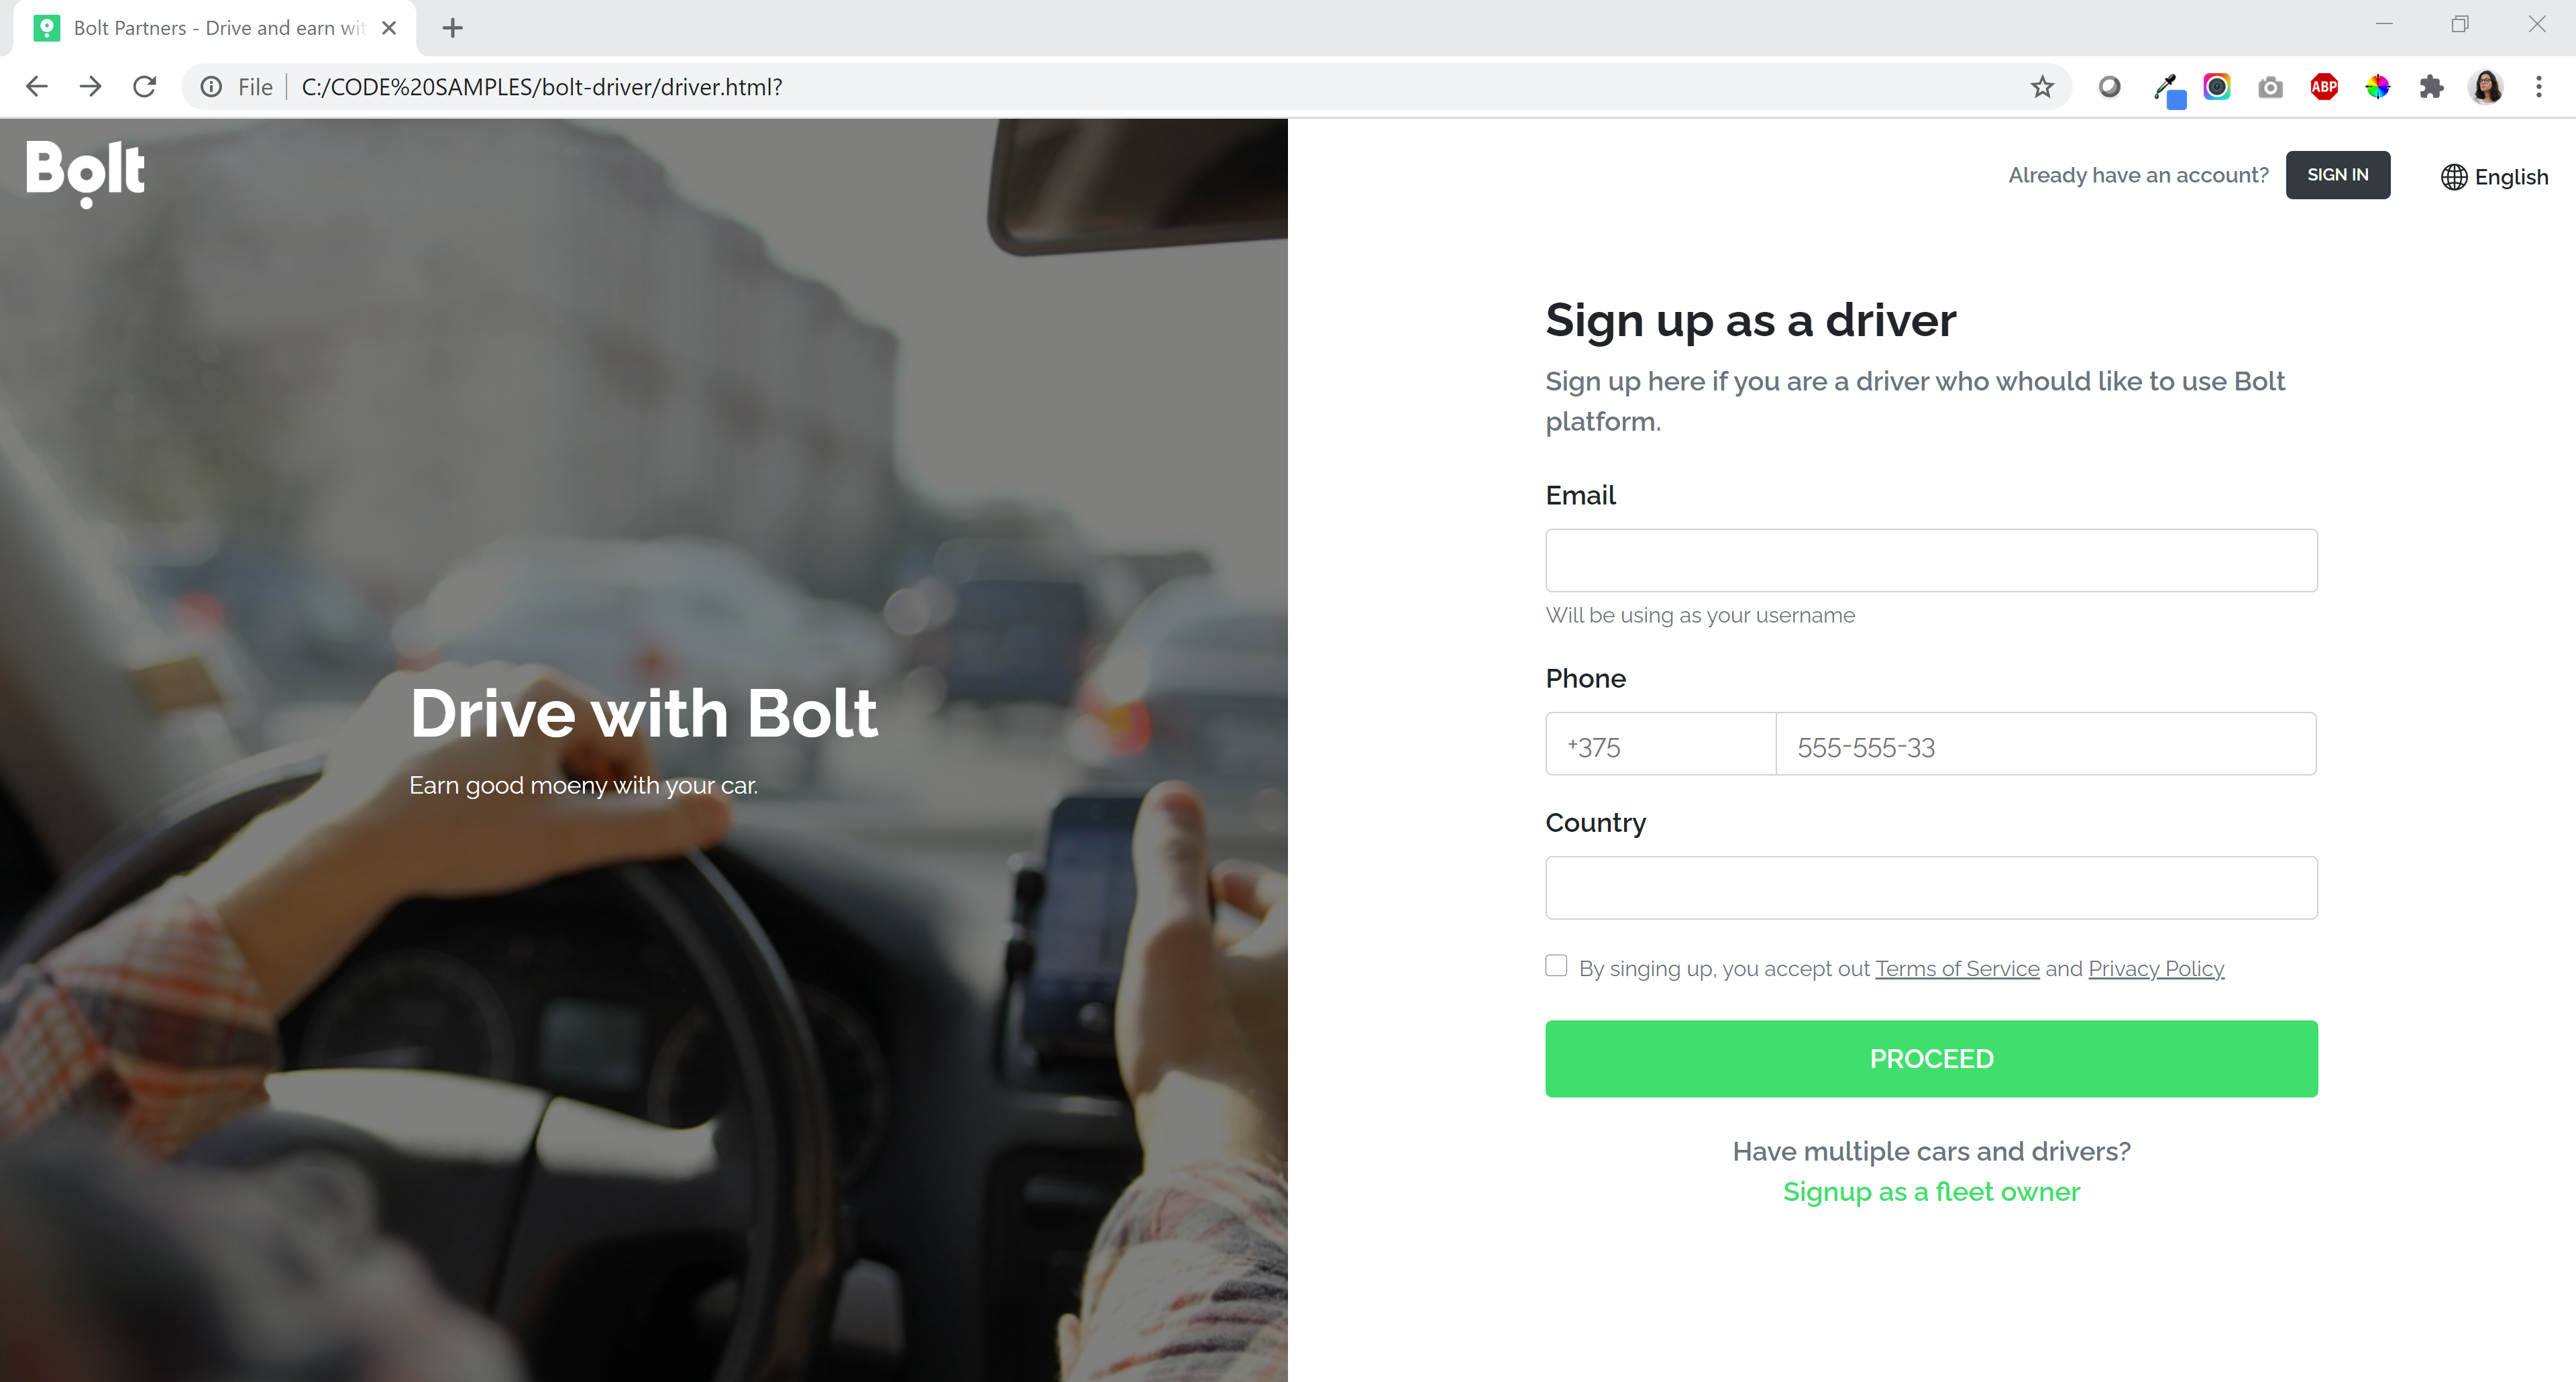 Bolt Partners - Drive and earn wit
File
C:/CODE%20SAMPLES/bolt-driver/driver.html?
ABP
Bolt
Already have an account?
SIGN IN
English
Drive with Bolt
Earn good moeny with your car.
Sign up as a driver
Sign up here if you are a driver who whould like to use Bolt
platform.
Email
Will be using as your username
Phone
+375
555-555-33
Country
By singing up, you accept out Terms of Service and Privacy Policy
PROCEED
Have multiple cars and drivers?
Signup as a fleet owner